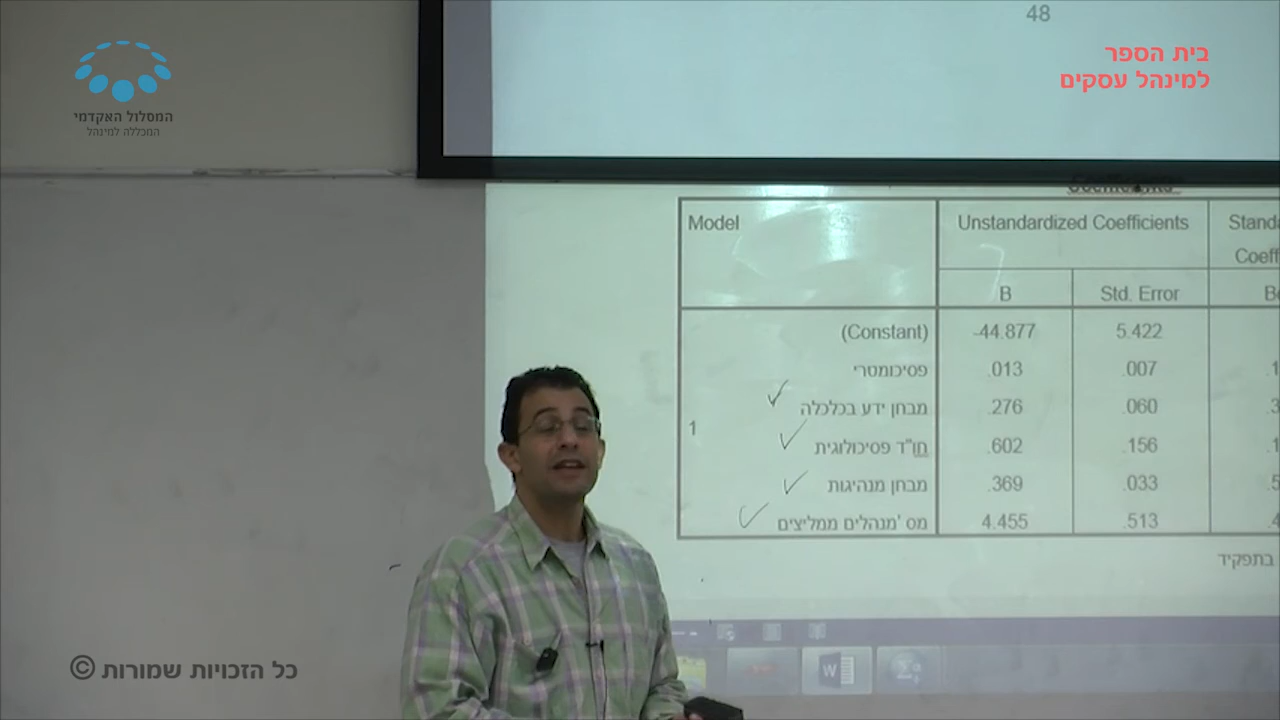 48
בית הספר
למינהל עסקים
המסלול האקדמי
המכללה למינהל
Coefficients
Model Unstandardized Coefficients
B Std. Error
(Constant) -44.877 5.422
פסיכומטרי .013 .007
מבחן ידע בכלכלה .276 .060
1
חו"ד פסיכולוגית .602 .156
מבחן מנהיגות .369 .033
מס 'מנהלים ממליצים 4.455 .513
בתפקיד
כל הזכויות שמורות ©